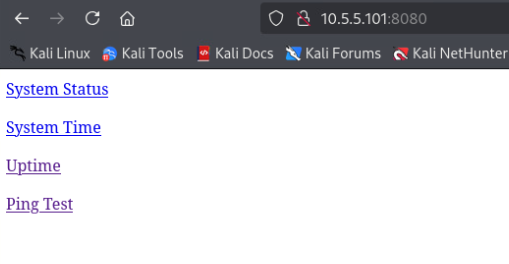 10.5.5.101:8080
Kali Linux Kali Tools Kali Docs Kali Forums Kali NetHunter
System Status
System Time
Uptime
Ping Test